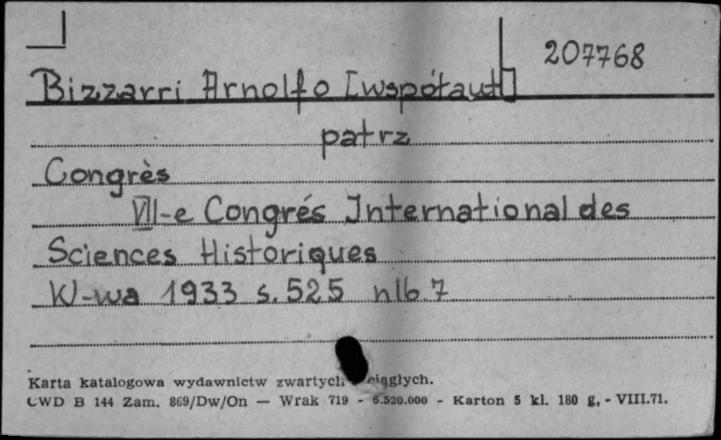 207768
Bizzarri Arnolfo [współaut]
patrz
Congrès
VII-e Congrés International des
Sciences Historiques
W-wa 1933 s. 525 nlb. 7
Karta katalogowa wydawnictw zwartych ciągłych.
CWD B 144 Zam. 869/Dw/On — Wrak 719 - 6.520.000 - Karton 5 kl. 180 g, - VIII.71.